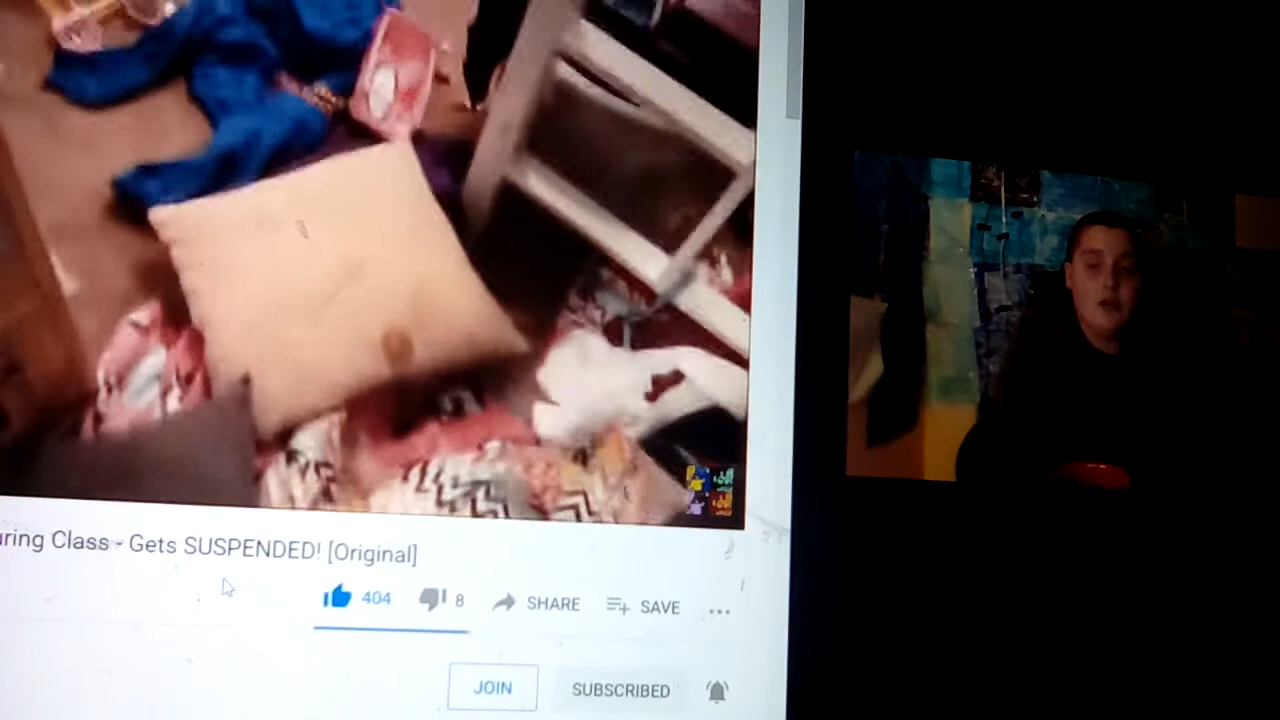 uring Class - Gets SUSPENDED! [Original]
404 8 SHARE SAVE
JOIN SUBSCRIBED